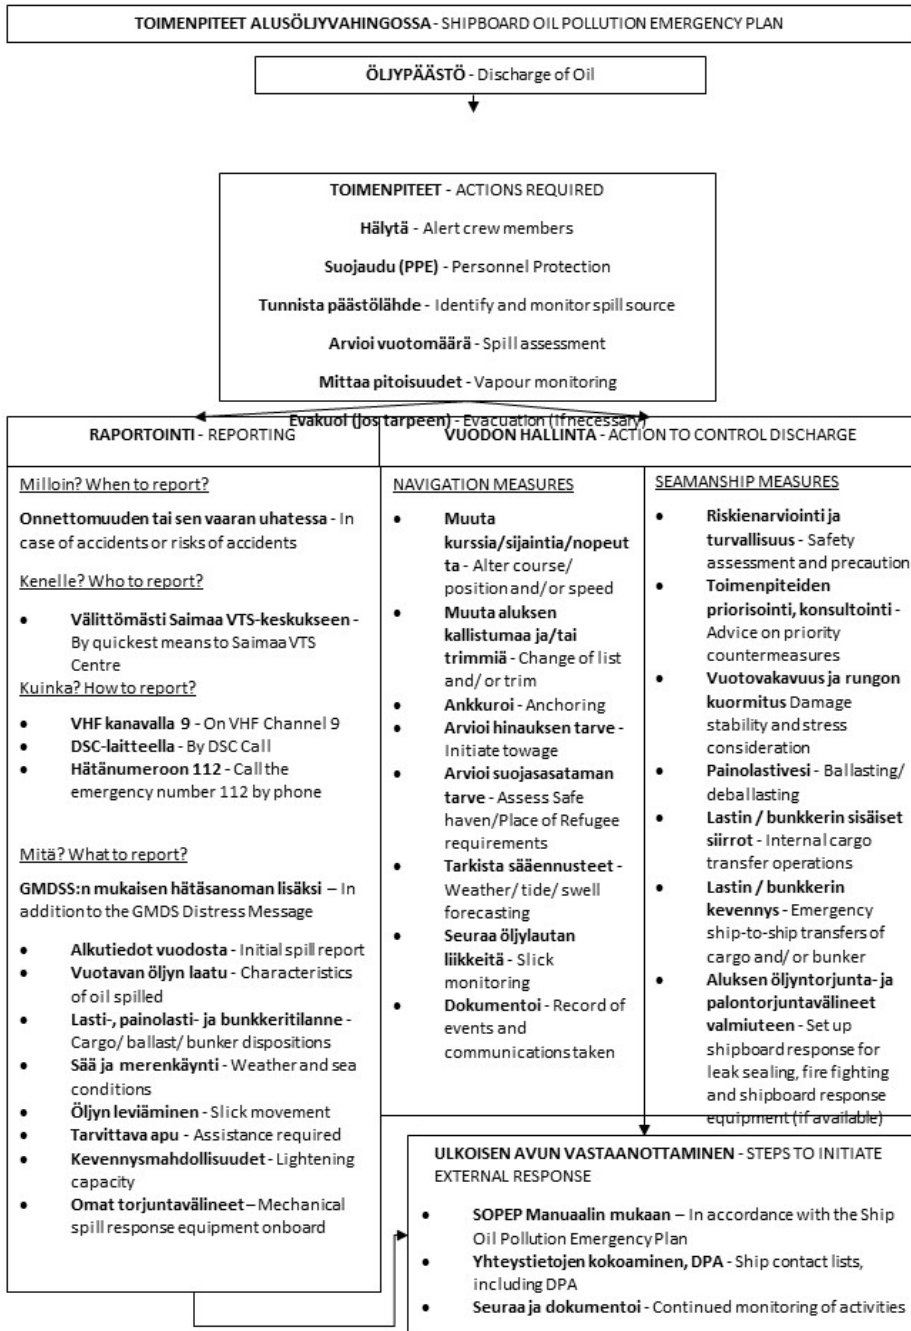 TOIMENPITEET ALUSÖLJYVAHINGOSSA - SHIPBOARD OIL POLLUTION EMERGENCY PLAN
ÖLJYPÄÄSTÖ - Discharge of Oil
TOIMENPITEET - ACTIONS REQUIRED
Hälytä - Alert crew members
Suojaudu (PPE) - Personnel Protection
Tunnista päästölähde - Identify and monitor spill source
Arvioi vuotomäärä - Spill assessment
Mittaa pitoisuudet - Vapour monitoring
Evakuoi (jos tarpeen) - Evacuation (if necessary)
RAPORTOINTI - REPORTING
Milloin? When to report?
Onnettomuuden tai sen vaaran uhatessa - In
case of accidents or risks of accidents
Kenelle? Who to report?
• Välittömästi Saimaa VTS-keskukseen -
By quickest means to Saimaa VTS
Centre
Kuinka? How to report?
• VHF kanavalla 9 - On VHF Channel 9
• DSC-laitteella - By DSC Call
• Hätänumeroon 112 - Call the
emergency number 112 by phone
Mitä? What to report?
GMDSS:n mukaisen hätäsanoman lisäksi – In
addition to the GMDS Distress Message
• Alkutiedot vuodosta - Initial spill report
• Vuotavan öljyn laatu - Characteristics
of oil spilled
• Lasti-, painolasti- ja bunkkeritilanne -
Cargo/ ballast/ bunker dispositions
• Sää ja merenkäynti - Weather and sea
conditions
• Öljyn leviäminen - Slick movement
• Tarvittava apu - Assistance required
• Kevennysmahdollisuudet - Lightening
capacity
• Omat torjuntavälineet – Mechanical
spill response equipment onboard
VUODON HALLINTA - ACTION TO CONTROL DISCHARGE
NAVIGATION MEASURES
• Muuta
kurssia/sijaintia/nopeut
ta - Alter course/
position and/or speed
• Muuta aluksen
kallistumaa ja/tai
trimmiä - Change of list
and/ or trim
• Ankkuroi - Anchoring
• Arvioi hinauksen tarve -
Initiate towage
• Arvioi suojasasataman
tarve - Assess Safe
haven/Place of Refugee
requirements
• Tarkista sääennusteet -
Weather/ tide/ swell
forecasting
• Seuraa öljylautan
liikkeitä - Slick
monitoring
• Dokumentoi - Record of
events and
communications taken
SEAMANSHIP MEASURES
• Riskienarviointi ja
turvallisuus - Safety
assessment and precaution
• Toimenpiteiden
priorisointi, konsultointi -
Advice on priority
countermeasures
• Vuotovakavuus ja rungon
kuormitus Damage
stability and stress
consideration
• Painolastivesi - Ballasting/
deballasting
• Lastin / bunkkerin sisäiset
siirrot - Internal cargo
transfer operations
• Lastin / bunkkerin
kevennys - Emergency
ship-to-ship transfers of
cargo and/ or bunker
• Aluksen öljyntorjunta- ja
palontorjuntavälineet
valmiuteen - Set up
shipboard response for
leak sealing, fire fighting
and shipboard response
equipment (if available)
ULKOISEN AVUN VASTAANOTTAMINEN - STEPS TO INITIATE
EXTERNAL RESPONSE
• SOPEP Manuaalin mukaan – In accordance with the Ship
Oil Pollution Emergency Plan
• Yhteystietojen kokoaminen, DPA - Ship contact lists,
including DPA
• Seuraa ja dokumentoi - Continued monitoring of activities